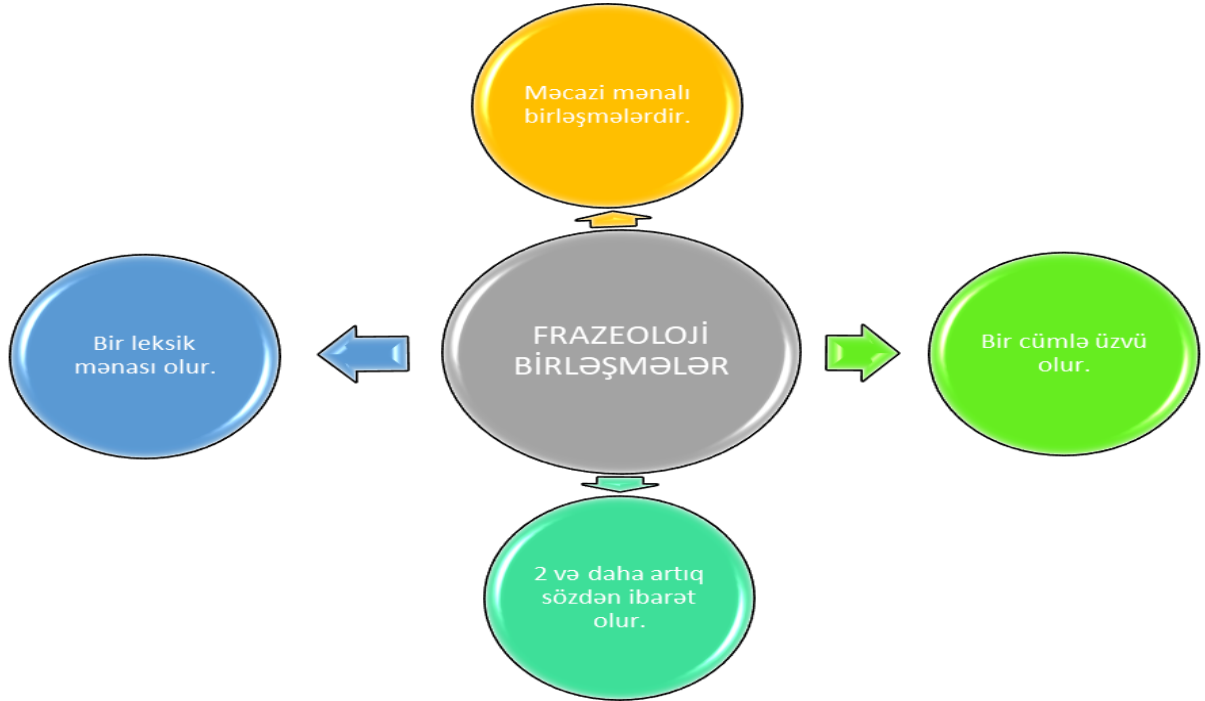 Məcazi mənalı
birləşmələrdir.
Bir leksik
mənası olur.
FRAZEOLOJİ
BİRLƏŞMƏLƏR
Bir cümlə üzvü
olur.
2 və daha artıq
sözdən ibarət
olur.